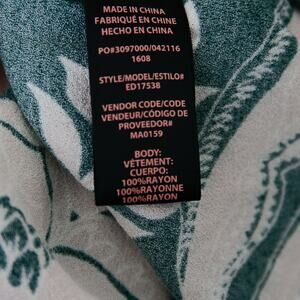 MADE IN CHINA
FABRIQUÉ EN CHINE
HECHO EN CHINA
PO#3097000/042116
1608
STYLE/MODEL/ESTILO#
ED17538
VENDOR CODE/CODE
VENDEUR/CÓDIGO DE
PROVEEDOR#
MA0159
BODY:
VÊTEMENT:
CUERPO:
100%RAYON
100%RAYONNE
100%RAYON